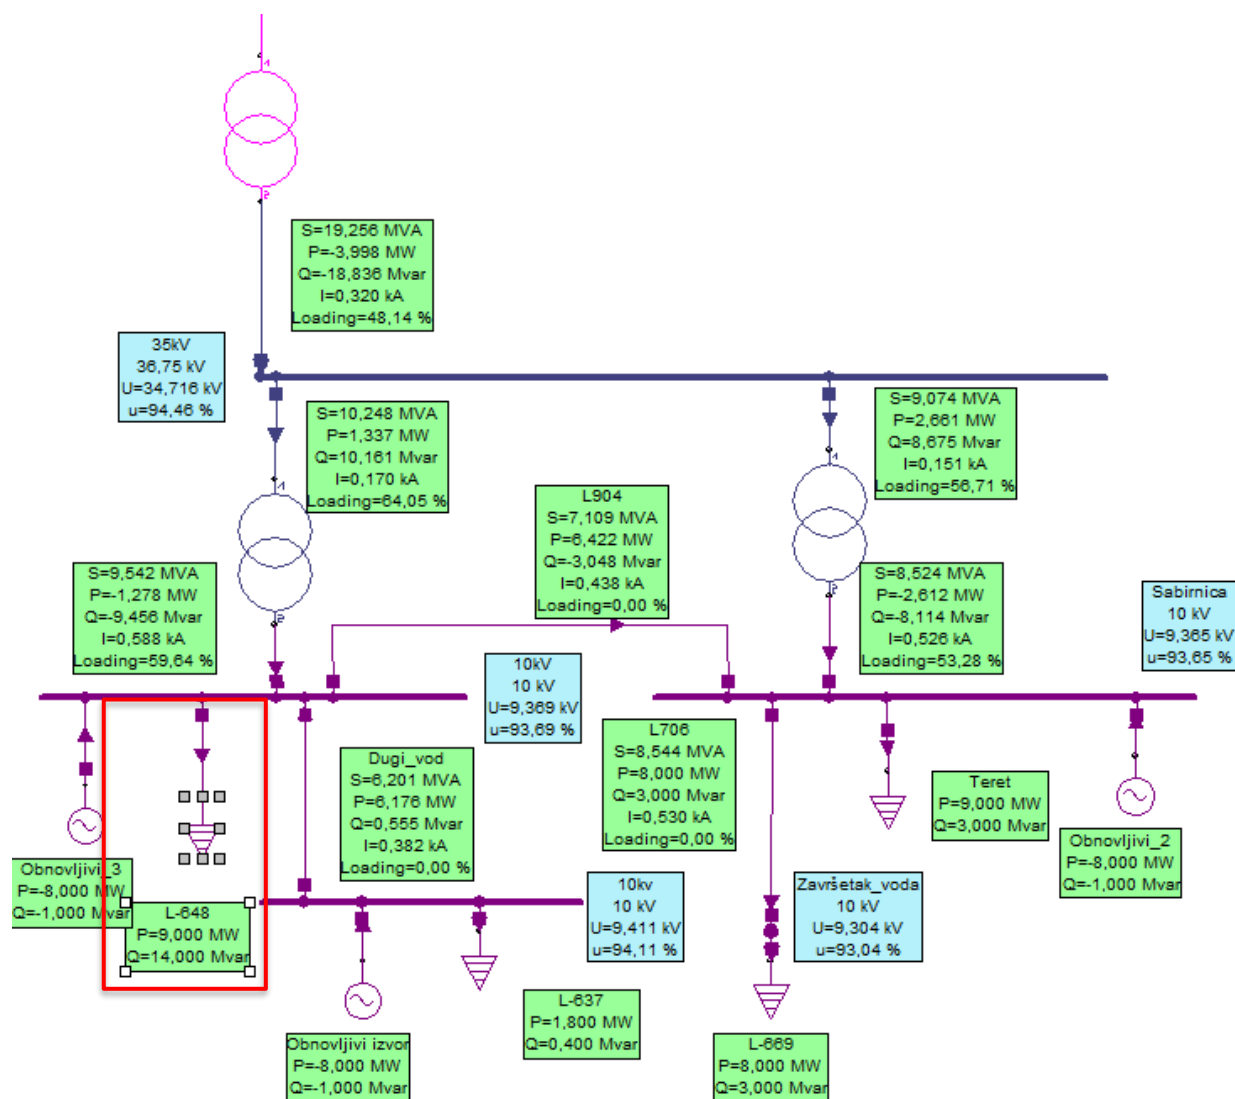 1
2
S=19,256 MVA
P=-3,998 MW
Q=-18,836 Mvar
I=0,320 kA
Loading=48,14 %
35kV
36,75 kV
U=34,716 kV
u=94,46 %
S=10,248 MVA
P=1,337 MW
Q=10,161 Mvar
I=0,170 kA
Loading=64,05 %
1
2
S=9,074 MVA
P=2,661 MW
Q=8,675 Mvar
I=0,151 kA
Loading=56,71 %
1
2
L904
S=7,109 MVA
P=6,422 MW
Q=-3,048 Mvar
I=0,438 kA
Loading=0,00 %
S=9,542 MVA
P=-1,278 MW
Q=-9,456 Mvar
I=0,588 kA
Loading=59,64 %
S=8,524 MVA
P=-2,612 MW
Q=-8,114 Mvar
I=0,526 kA
Loading=53,28 %
Sabirnica
10 kV
U=9,365 kV
u=93,65 %
10kV
10 kV
U=9,369 kV
u=93,69 %
Dugi_vod
S=6,201 MVA
P=6,176 MW
Q=0,555 Mvar
I=0,382 kA
Loading=0,00 %
L706
S=8,544 MVA
P=8,000 MW
Q=3,000 Mvar
I=0,530 kA
Loading=0,00 %
Teret
P=9,000 MW
Q=3,000 Mvar
Obnovljivi_2
P=-8,000 MW
Q=-1,000 Mvar
Obnovljivi_3
P=-8,000 MW
Q=-1,000 Mvar
L-648
P=9,000 MW
Q=14,000 Mvar
10kv
10 kV
U=9,411 kV
u=94,11 %
Završetak_voda
10 kV
U=9,304 kV
u=93,04 %
L-637
P=1,800 MW
Q=0,400 Mvar
Obnovljivi izvor
P=-8,000 MW
Q=-1,000 Mvar
L-669
P=8,000 MW
Q=3,000 Mvar